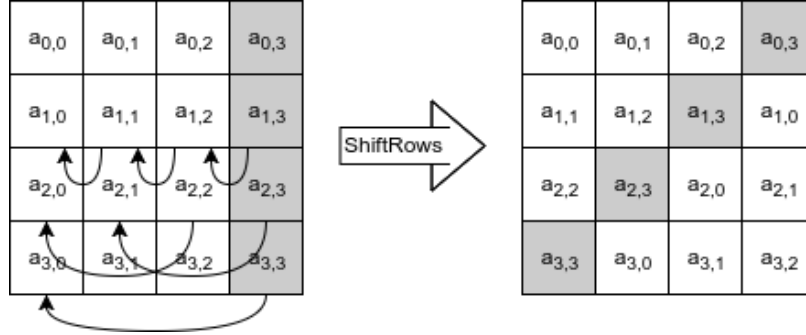 a0,0 a0,1 a0,2 a0,3 a0,0 a0,1 a0,2 a0,3
a1,0 a1,1 a1,2 a1,3 a1,1 a1,2 a1,3 a1,0
ShiftRows
a2,0 a2,1 a2,2 a2,3 a2,2 a2,3 a2,0 a2,1
a3,0 a3,1 a3,2 a3,3 a3,3 a3,0 a3,1 a3,2